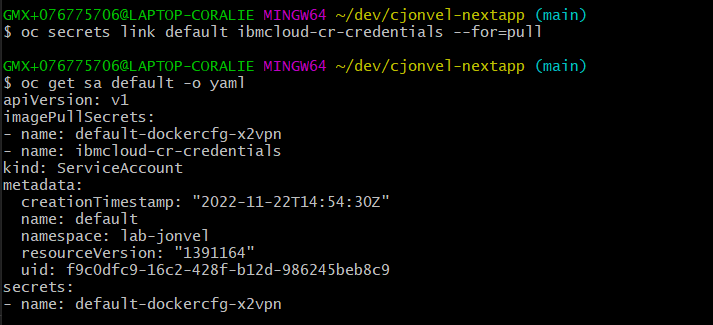 GMX+076775706@LAPTOP-CORALIE MINGW64 ~/dev/cjonvel-nextapp (main)
$ oc secrets link default ibmcloud-cr-credentials --for=pull

GMX+076775706@LAPTOP-CORALIE MINGW64 ~/dev/cjonvel-nextapp (main)
$ oc get sa default -o yaml
apiVersion: v1
imagePullSecrets:
- name: default-dockercfg-x2vpn
- name: ibmcloud-cr-credentials
kind: ServiceAccount
metadata:
  creationTimestamp: "2022-11-22T14:54:30Z"
  name: default
  namespace: lab-jonvel
  resourceVersion: "1391164"
  uid: f9c0dfc9-16c2-428f-b12d-986245beb8c9
secrets:
- name: default-dockercfg-x2vpn